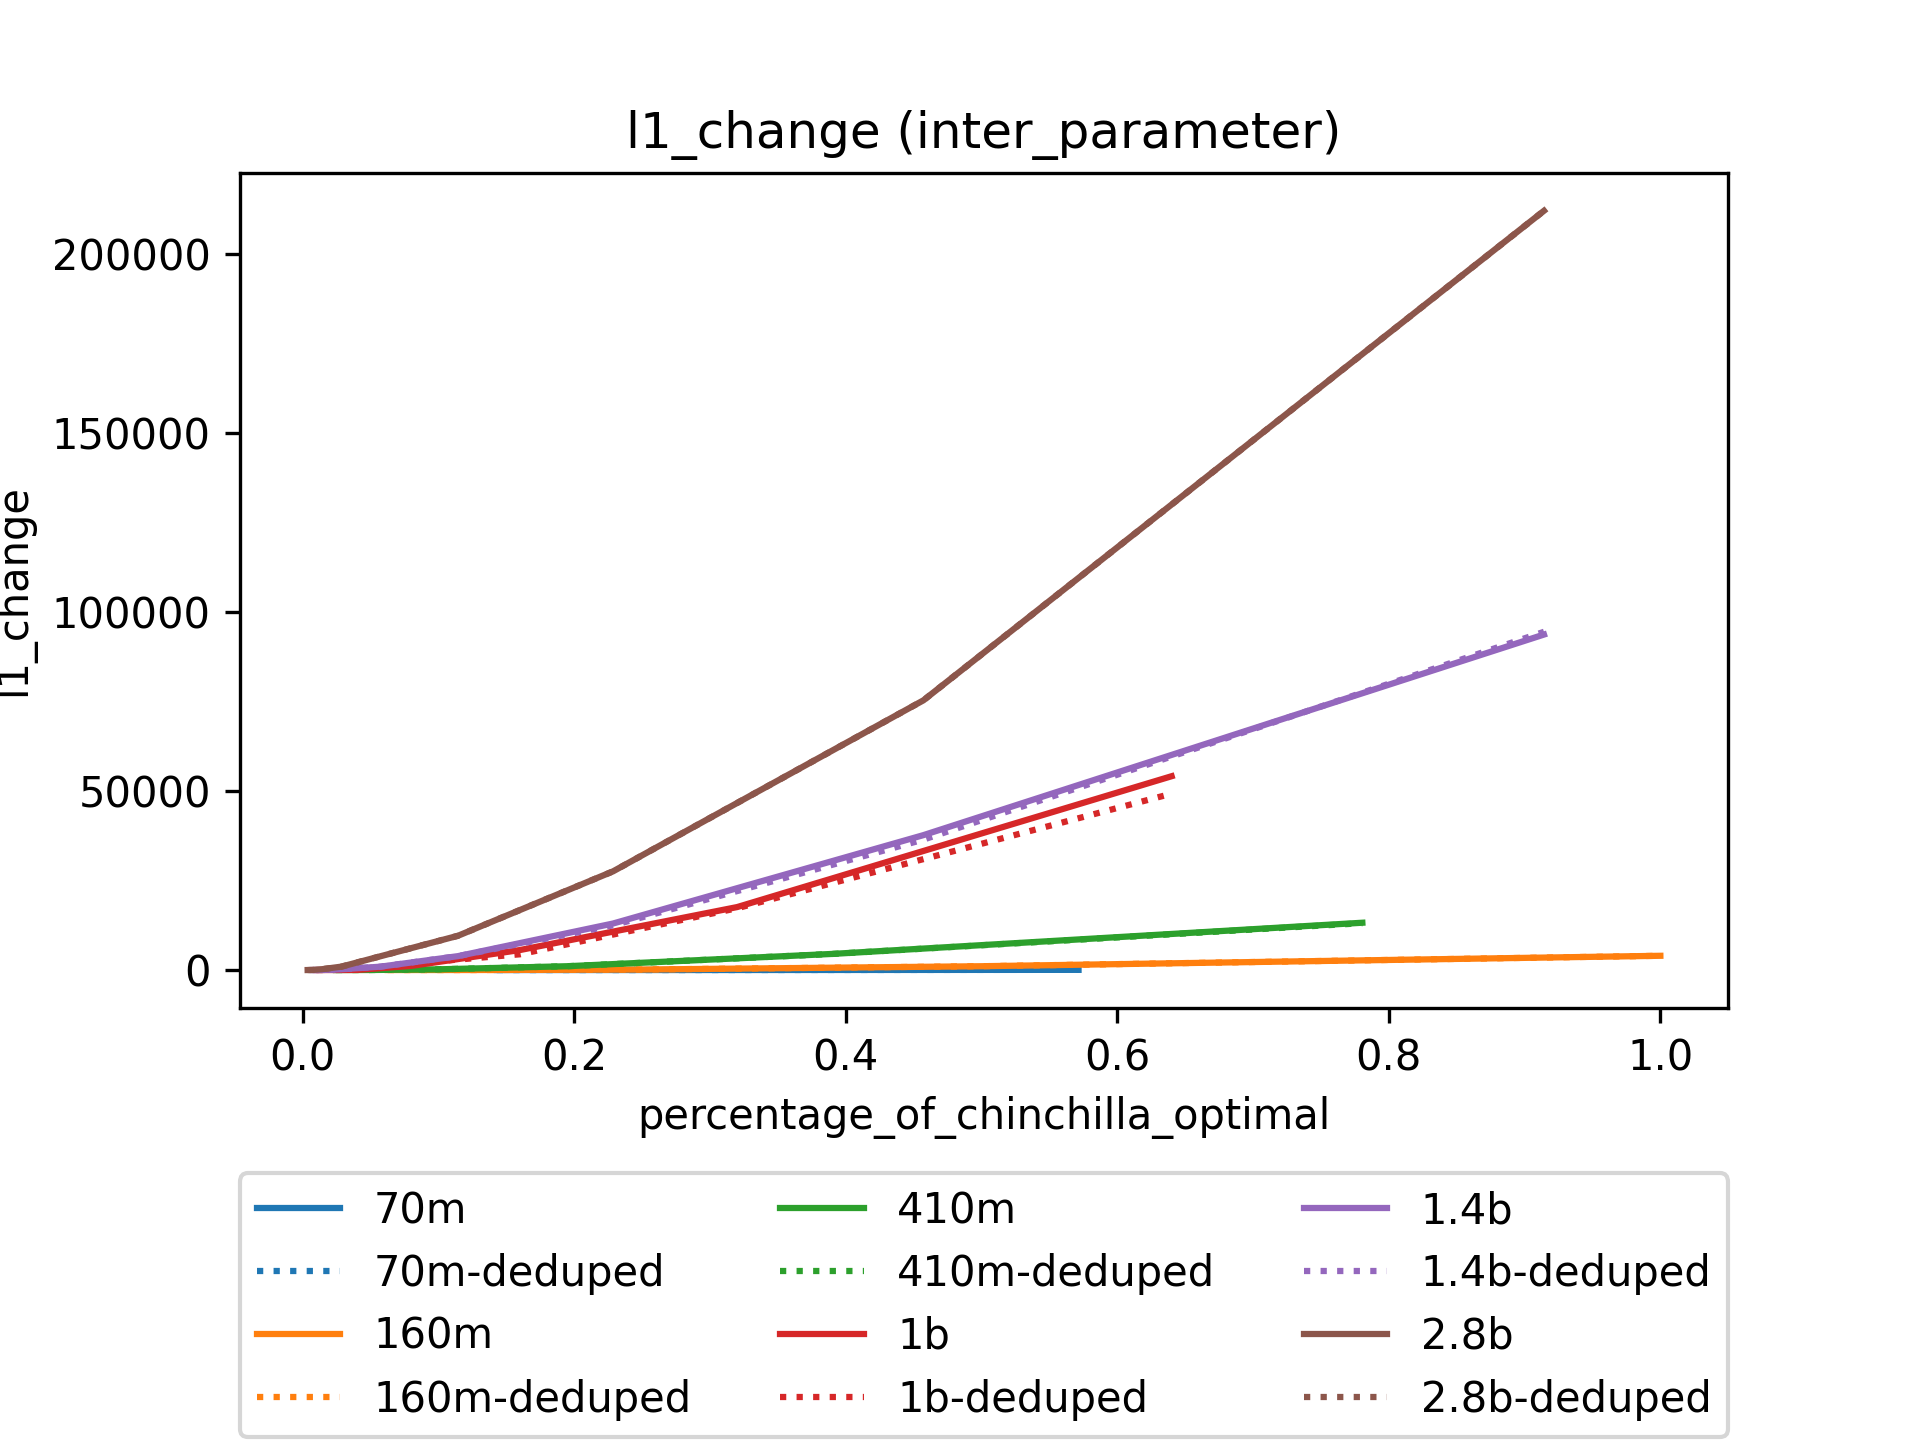 l1_change (inter_parameter)
l1_change
200000
150000
100000
50000
0
0.0 0.2 0.4 0.6 0.8 1.0
percentage_of_chinchilla_optimal
70m 410m 1.4b
70m-deduped 410m-deduped 1.4b-deduped
160m 1b 2.8b
160m-deduped 1b-deduped 2.8b-deduped